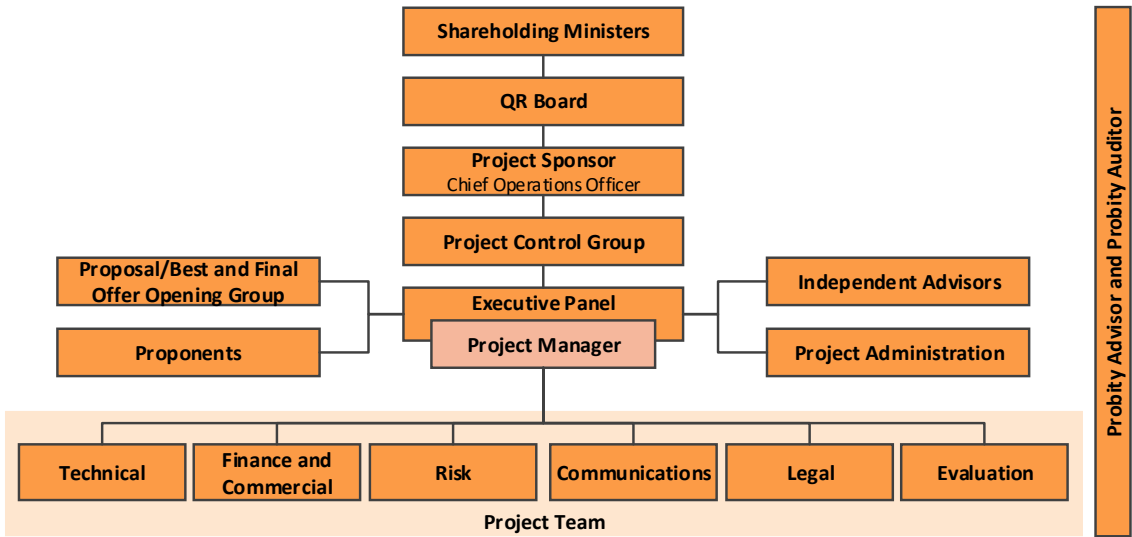 Shareholding Ministers
QR Board
Project Sponsor
Chief Operations Officer
Project Control Group
Proposal/Best and Final
Offer Opening Group
Executive Panel
Independent Advisors
Proponents
Project Manager
Project Administration
Technical
Finance and
Commercial
Risk
Communications
Legal
Evaluation
Project Team
Probity Advisor and Probity Auditor